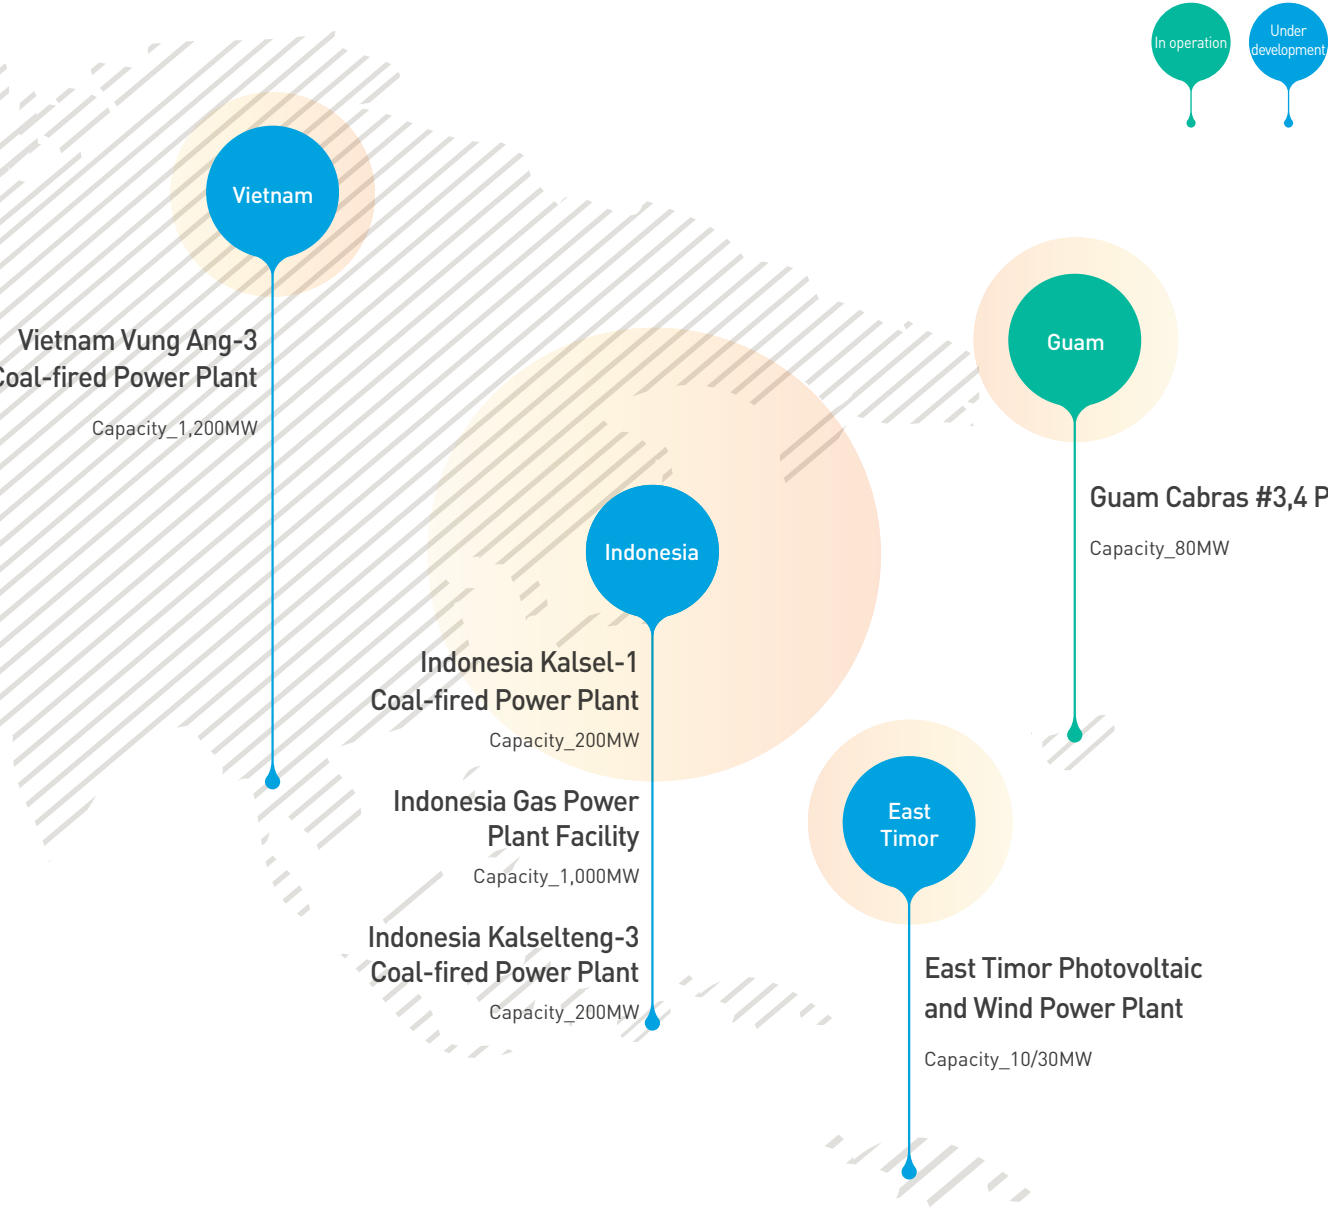 In operation
Under
development
Vietnam
Vietnam Vung Ang-3
Coal-fired Power Plant
Capacity_1,200MW
Guam
Guam Cabras #3,4 P
Capacity_80MW
Indonesia
Indonesia Kalsel-1
Coal-fired Power Plant
Capacity_200MW
Indonesia Gas Power
Plant Facility
Capacity_1,000MW
Indonesia Kalselteng-3
Coal-fired Power Plant
Capacity_200MW
East
Timor
East Timor Photovoltaic
and Wind Power Plant
Capacity_10/30MW